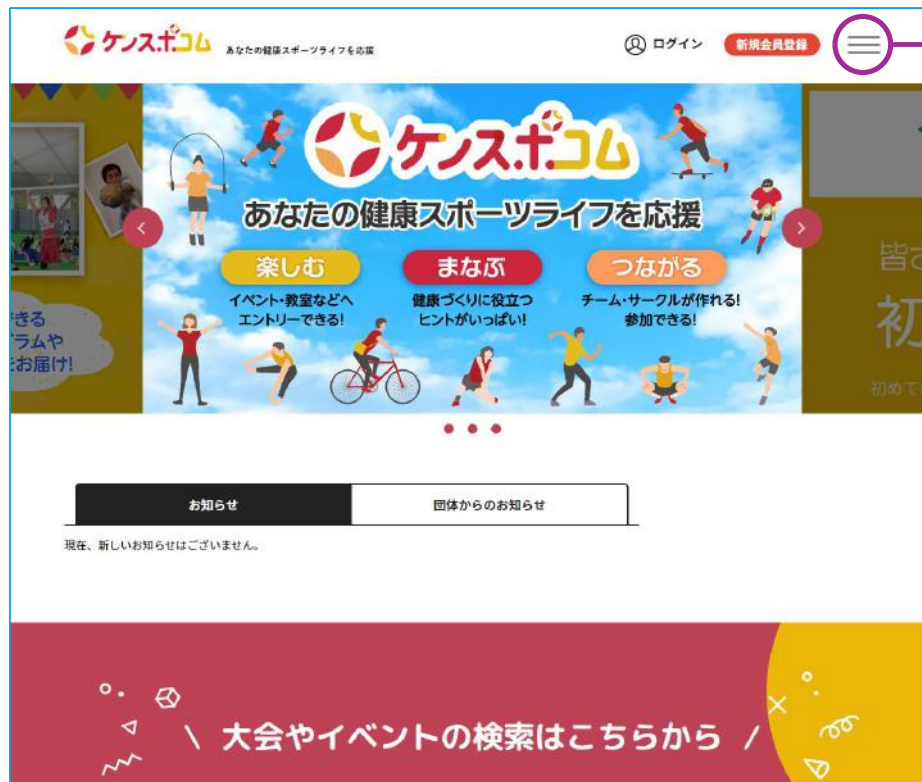 ケンスポコム
あなたの健康スポーツライフを応援
ログイン
新規会員登録
ケンスポコム
あなたの健康スポーツライフを応援
楽しむ
まなぶ
つながる
イベント・教室などへ
エントリーできる!
健康づくりに役立つ
ヒントがいっぱい!
チーム・サークルが作れる!
参加できる!
きる
ラムや
お届け!
皆さ
初
初めて
お知らせ
団体からのお知らせ
現在、新しいお知らせはございません。
\ 大会やイベントの検索はこちらから /